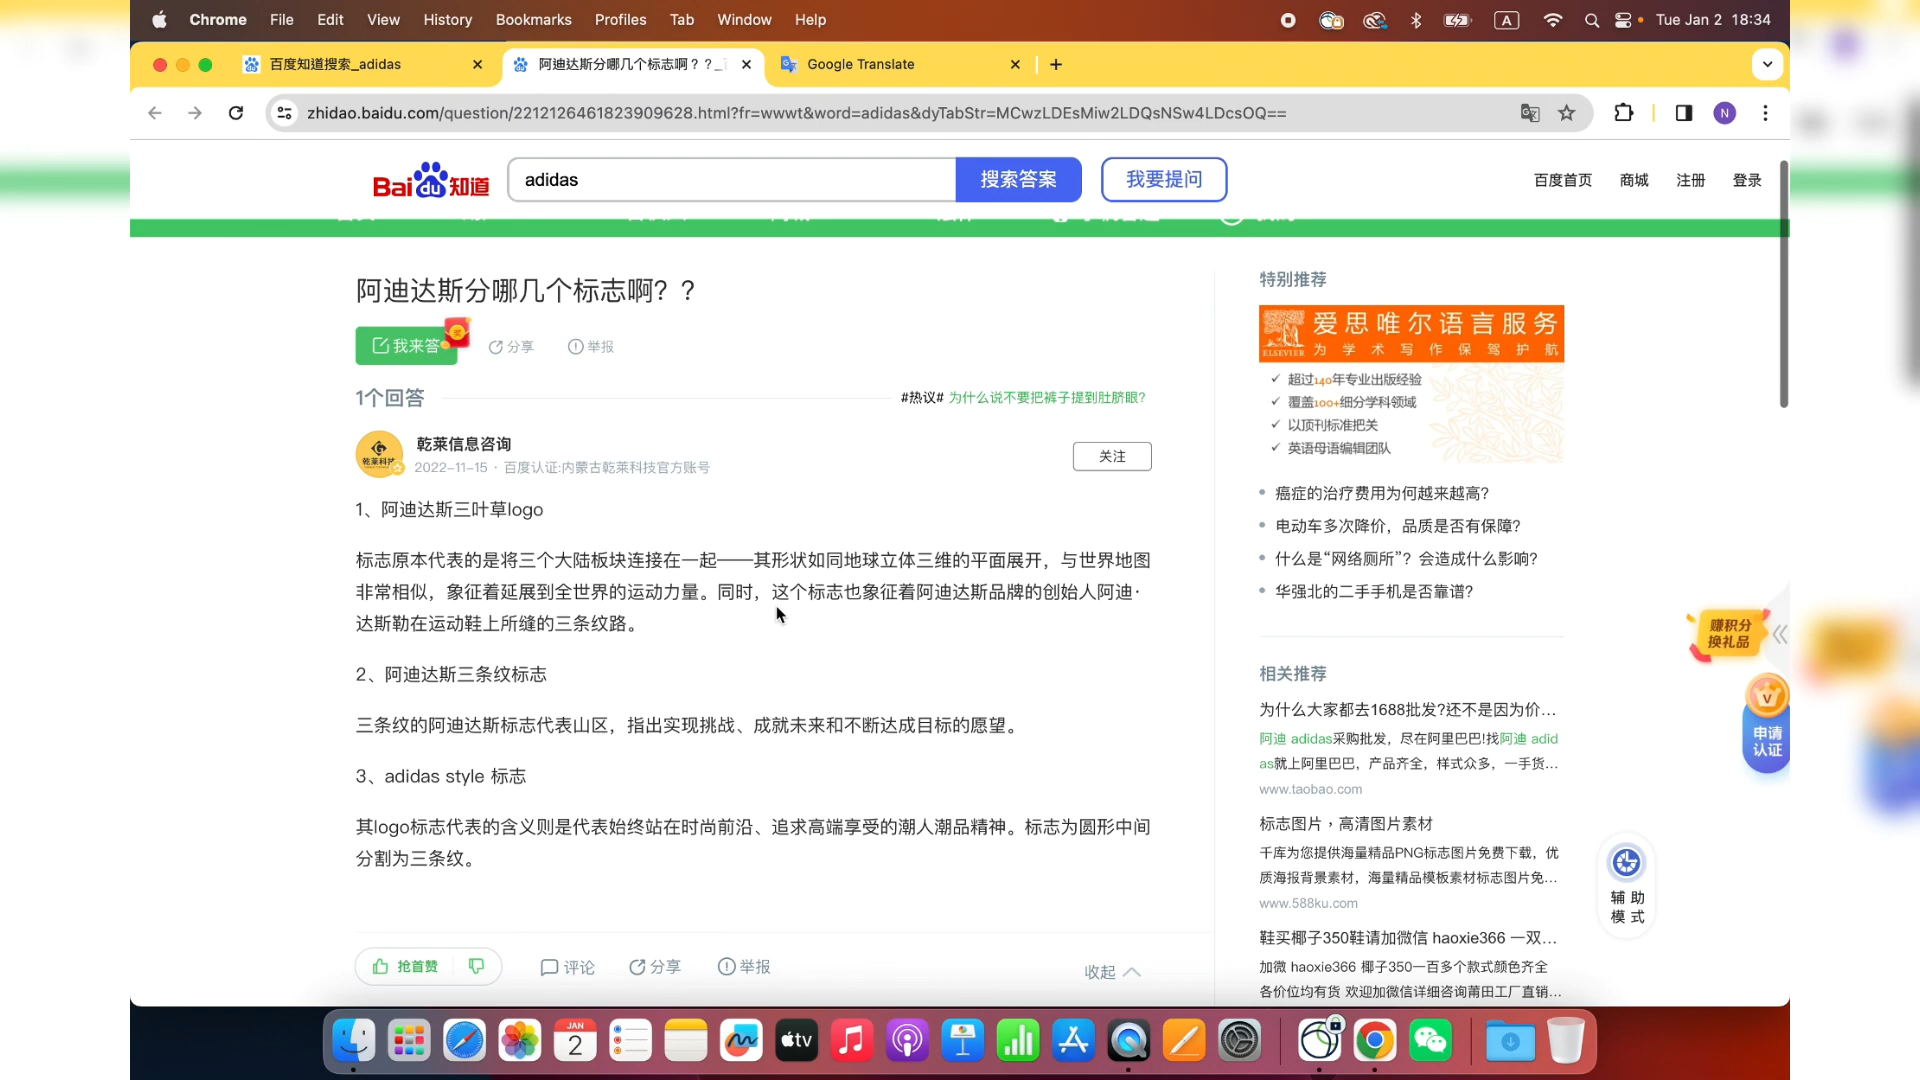 Chrome File Edit View History Bookmarks Profiles Tab Window Help
A
Tue Jan 2 18:34
百度知道搜索_adidas
阿迪达斯分哪几个标志啊？？_
Google Translate
zhidao.baidu.com/question/2212126461823909628.html?fr=wwwt&word=adidas&dyTabStr=MCwzLDEsMiw2LDQsNSw4LDcsOQ==
N
Bai du 知道
adidas
搜索答案
我要提问
百度首页 商城 注册 登录
阿迪达斯分哪几个标志啊？？
我来答
分享
举报
1个回答
#热议# 为什么说不要把裤子提到肚脐眼?
乾莱科技
乾莱信息咨询
2022-11-15 · 百度认证:内蒙古乾莱科技官方账号
关注
1、阿迪达斯三叶草logo
标志原本代表的是将三个大陆板块连接在一起——其形状如同地球立体三维的平面展开，与世界地图
非常相似，象征着延展到全世界的运动力量。同时，这个标志也象征着阿迪达斯品牌的创始人阿迪·
达斯勒在运动鞋上所缝的三条纹路。
2、阿迪达斯三条纹标志
三条纹的阿迪达斯标志代表山区，指出实现挑战、成就未来和不断达成目标的愿望。
3、adidas style 标志
其logo标志代表的含义则是代表始终站在时尚前沿、追求高端享受的潮人潮品精神。标志为圆形中间
分割为三条纹。
抢首赞
评论
分享
举报
收起
特别推荐
ELSEVIER
爱思唯尔语言服务
为学术写作保驾护航
✓ 超过140年专业出版经验
✓ 覆盖100+细分学科领域
✓ 以顶刊标准把关
✓ 英语母语编辑团队
• 癌症的治疗费用为何越来越高?
• 电动车多次降价，品质是否有保障?
• 什么是“网络厕所”？会造成什么影响?
• 华强北的二手手机是否靠谱?
相关推荐
为什么大家都去1688批发?还不是因为价...
阿迪 adidas采购批发，尽在阿里巴巴!找阿迪 adid
as就上阿里巴巴，产品齐全，样式众多，一手货...
www.taobao.com
标志图片，高清图片素材
千库为您提供海量精品PNG标志图片免费下载，优
质海报背景素材，海量精品模板素材标志图片免...
www.588ku.com
鞋买椰子350鞋请加微信 haoxie366 一双...
加微 haoxie366 椰子350一百多个款式颜色齐全
各价位均有货 欢迎加微信详细咨询莆田工厂直销...
赚积分
换礼品
V
申请
认证
辅助
模式
JAN
2
tv